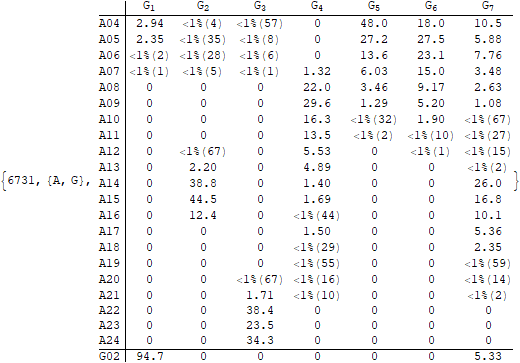 G₁ G₂ G₃ G₄ G₅ G₆ G₇
A04 2.94 <1%(4) <1%(57) 0 48.0 18.0 10.5
A05 2.35 <1%(35) <1%(8) 0 27.2 27.5 5.88
A06 <1%(2) <1%(28) <1%(6) 0 13.6 23.1 7.76
A07 <1%(1) <1%(5) <1%(1) 1.32 6.03 15.0 3.48
A08 0 0 0 22.0 3.46 9.17 2.63
A09 0 0 0 29.6 1.29 5.20 1.08
A10 0 0 0 16.3 <1%(32) 1.90 <1%(67)
A11 0 0 0 13.5 <1%(2) <1%(10) <1%(27)
A12 0 <1%(67) 0 5.53 0 <1%(1) <1%(15)
A13 0 2.20 0 4.89 0 0 <1%(2)
{6731, {A, G}, A14 0 38.8 0 1.40 0 0 26.0 }
A15 0 44.5 0 1.69 0 0 16.8
A16 0 12.4 0 <1%(44) 0 0 10.1
A17 0 0 0 1.50 0 0 5.36
A18 0 0 0 <1%(29) 0 0 2.35
A19 0 0 0 <1%(55) 0 0 <1%(59)
A20 0 0 <1%(67) <1%(16) 0 0 <1%(14)
A21 0 0 1.71 <1%(10) 0 0 <1%(2)
A22 0 0 38.4 0 0 0 0
A23 0 0 23.5 0 0 0 0
A24 0 0 34.3 0 0 0 0
G02 94.7 0 0 0 0 0 5.33